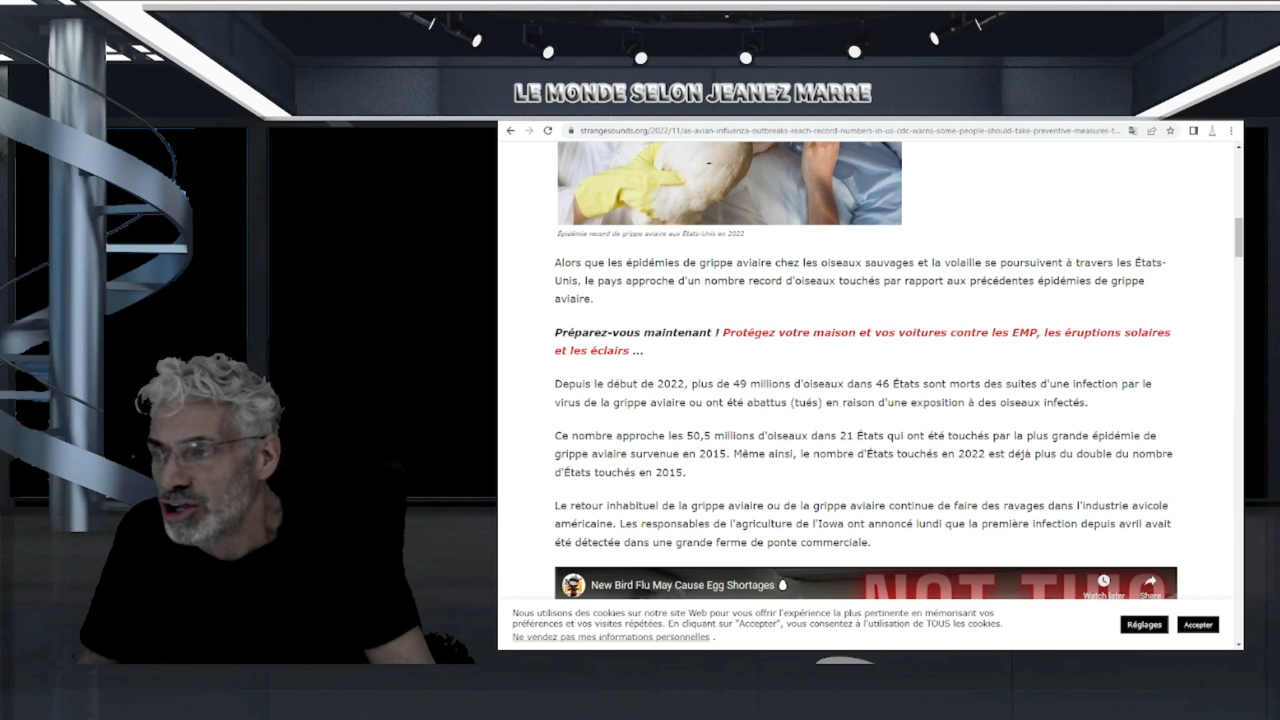 LE MONDE SELON JEANEZ MARRE
strangesounds.org/2022/11/as-avian-influenza-outbreaks-reach-record-numbers-in-us-cdc-warns-some-people-should-take-preventive-measures-t...
Épidémie record de grippe aviaire aux États-Unis en 2022
Alors que les épidémies de grippe aviaire chez les oiseaux sauvages et la volaille se poursuivent à travers les États-
Unis, le pays approche d'un nombre record d'oiseaux touchés par rapport aux précédentes épidémies de grippe
aviaire.
Préparez-vous maintenant ! Protégez votre maison et vos voitures contre les EMP, les éruptions solaires
et les éclairs ...
Depuis le début de 2022, plus de 49 millions d'oiseaux dans 46 États sont morts des suites d'une infection par le
virus de la grippe aviaire ou ont été abattus (tués) en raison d'une exposition à des oiseaux infectés.
Ce nombre approche les 50,5 millions d'oiseaux dans 21 États qui ont été touchés par la plus grande épidémie de
grippe aviaire survenue en 2015. Même ainsi, le nombre d'États touchés en 2022 est déjà plus du double du nombre
d'États touchés en 2015.
Le retour inhabituel de la grippe aviaire ou de la grippe aviaire continue de faire des ravages dans l'industrie avicole
américaine. Les responsables de l'agriculture de l'Iowa ont annoncé lundi que la première infection depuis avril avait
été détectée dans une grande ferme de ponte commerciale.
New Bird Flu May Cause Egg Shortages
NOT THIS
Watch later
Share
Nous utilisons des cookies sur notre site Web pour vous offrir l'expérience la plus pertinente en mémorisant vos
préférences et vos visites répétées. En cliquant sur "Accepter", vous consentez à l'utilisation de TOUS les cookies.
Ne vendez pas mes informations personnelles .
Réglages
Accepter